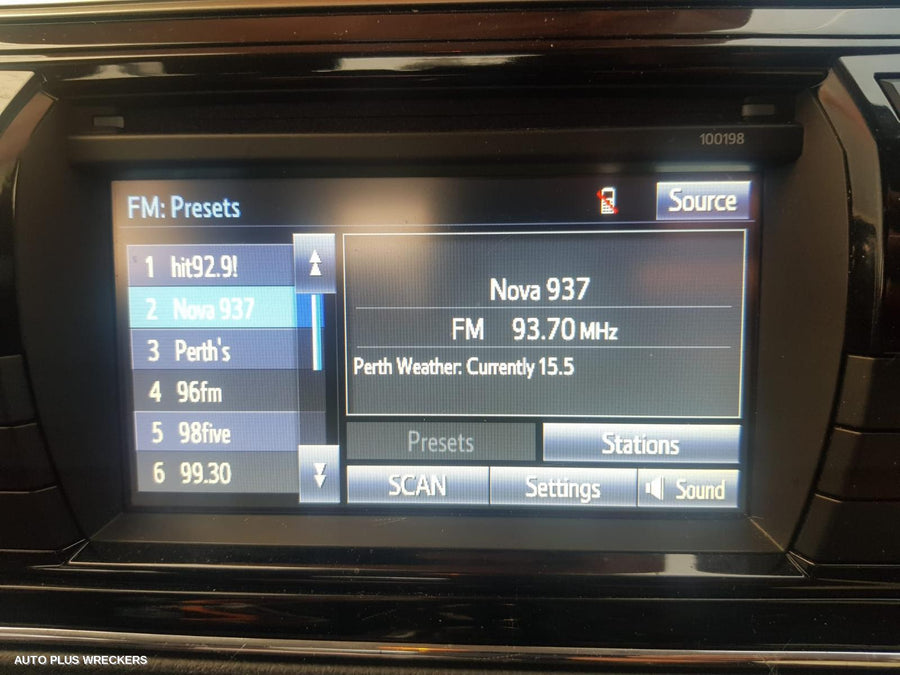 100198
FM: Presets
Source
1 hit92.9!
2 Nova 937
3 Perth's
4 96fm
5 98five
6 99.30
Nova 937
FM 93.70 MHz
Perth Weather: Currently 15.5
Presets
Stations
SCAN
Settings
Sound
AUTO PLUS WRECKERS